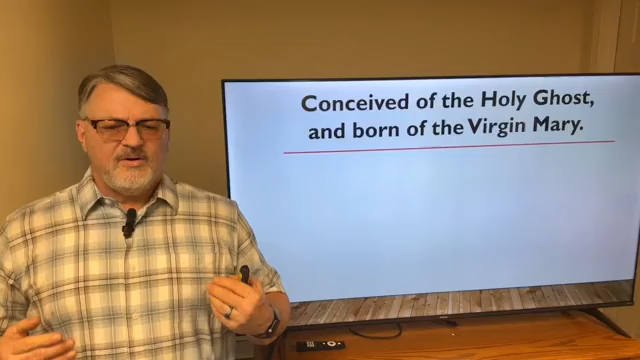 Conceived of the Holy Ghost,
and born of the Virgin Mary.